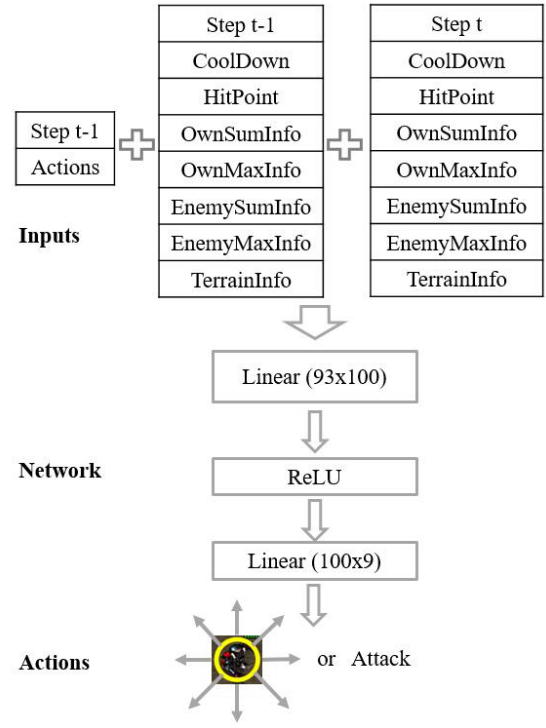 Step t-1
CoolDown
HitPoint
OwnSumInfo
OwnMaxInfo
EnemySumInfo
EnemyMaxInfo
TerrainInfo
Step t
CoolDown
HitPoint
OwnSumInfo
OwnMaxInfo
EnemySumInfo
EnemyMaxInfo
TerrainInfo
Step t-1
Actions
Inputs
Linear (93x100)
Network
ReLU
Linear (100x9)
Actions
or Attack